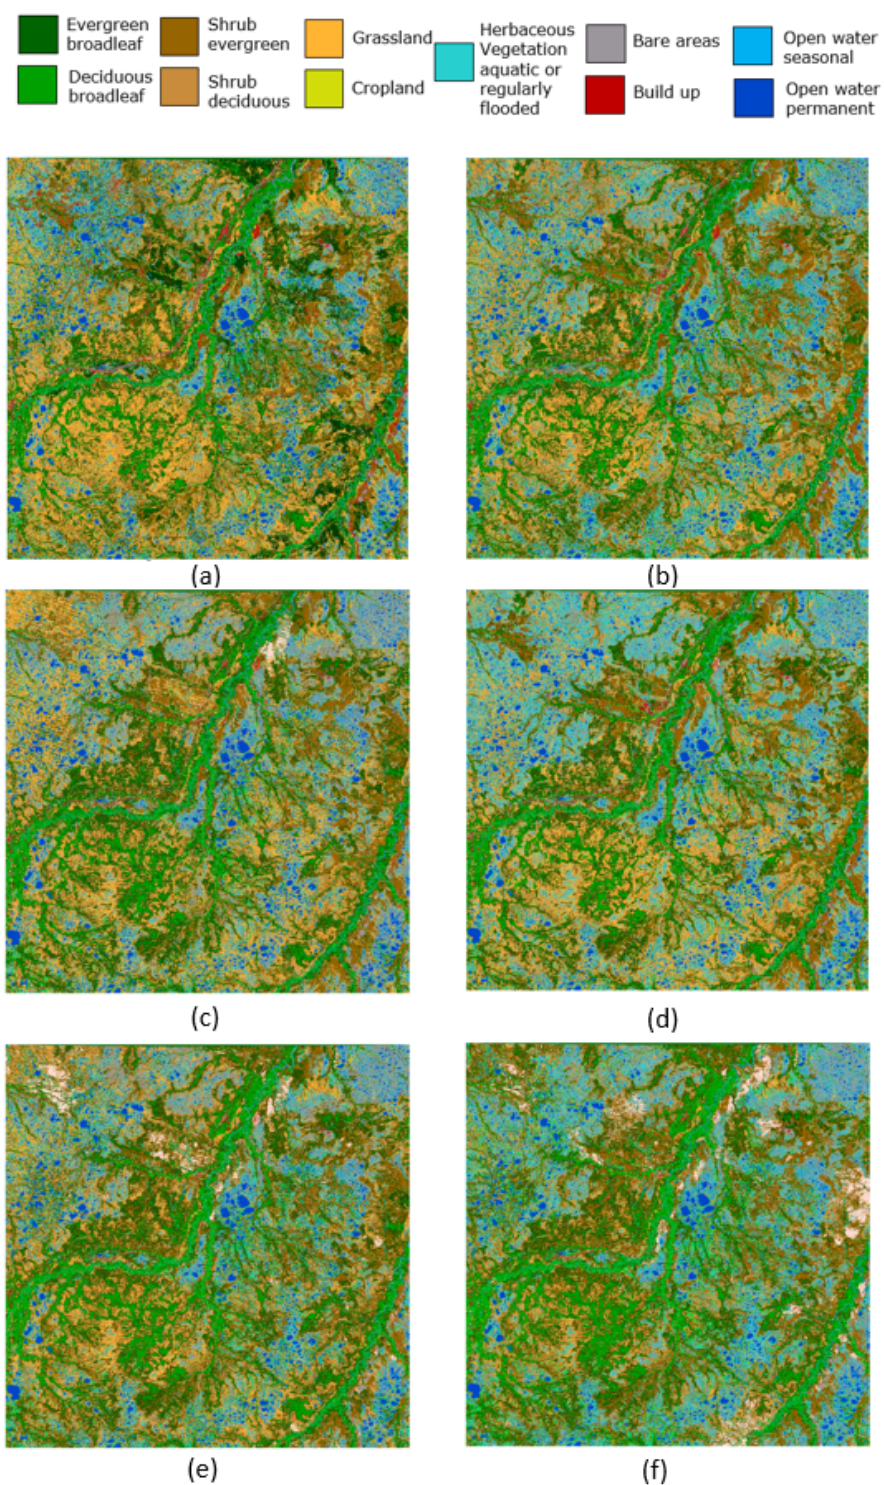 Evergreen
broadleaf
Deciduous
broadleaf
Shrub
evergreen
Shrub
deciduous
Grassland
Cropland
Herbaceous
Vegetation
aquatic or
regularly
flooded
Bare areas
Build up
Open water
seasonal
Open water
permanent
(a)
(b)
(c)
(d)
(e)
(f)